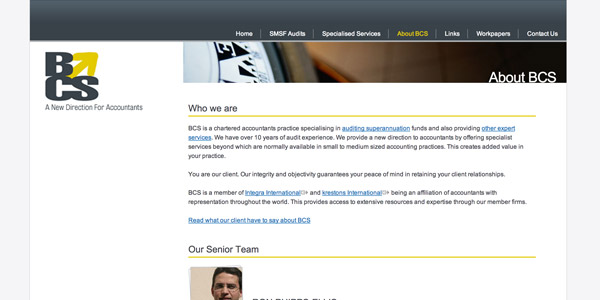 Home SMSF Audits Specialised Services About BCS Links Workpapers Contact Us
BCS
A New Direction For Accountants
About BCS
Who we are
BCS is a chartered accountants practice specialising in auditing superannuation funds and also providing other expert
services. We have over 10 years of audit experience. We provide a new direction to accountants by offering specialist
services beyond which are normally available in small to medium sized accounting practices. This creates added value in
your practice.
You are our client. Our integrity and objectivity guarantees your peace of mind in retaining your client relationships.
BCS is a member of Integra International and krestons International being an affiliation of accountants with
representation throughout the world. This provides access to extensive resources and expertise through our member firms.
Read what our client have to say about BCS
Our Senior Team